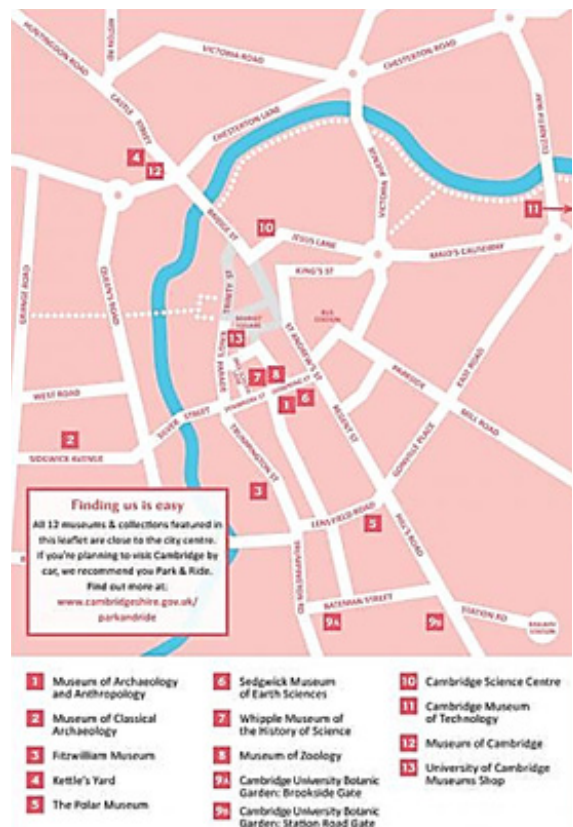 HUNTINGDON ROAD
VICTORIA ROAD
CHESTERTON ROAD
CASTLE STREET
CHESTERTON LANE
ELIZABETH WAY
VICTORIA AVENUE
4
12
BRIDGE ST
10
JESUS LANE
11
MAID'S CAUSEWAY
KING'S ST
GRANGE ROAD
QUEEN'S ROAD
TRINITY ST
MARKET SQUARE
BUS STATION
13
KING'S PARADE
ST ANDREW'S ST
PARKSIDE
EAST ROAD
7
8
1
6
WEST ROAD
SILVER STREET
REGENT ST
MILL ROAD
2
SIDGWICK AVENUE
TRUMPINGTON ST
GONVILLE PLACE
3
LENSFIELD ROAD
5
HILL'S ROAD
TRUMPINGTON RD
BATEMAN STREET
STATION RD
9A
9B
RAILWAY STATION
Finding us is easy
All 12 museums & collections featured in
this leaflet are close to the city centre.
If you're planning to visit Cambridge by
car, we recommend you Park & Ride.
Find out more at:
www.cambridgeshire.gov.uk/
parkandride
1 Museum of Archaeology
and Anthropology
2 Museum of Classical
Archaeology
3 Fitzwilliam Museum
4 Kettle's Yard
5 The Polar Museum
6 Sedgwick Museum
of Earth Sciences
7 Whipple Museum of
the History of Science
8 Museum of Zoology
9A Cambridge University Botanic
Garden: Brookside Gate
9B Cambridge University Botanic
Garden: Station Road Gate
10 Cambridge Science Centre
11 Cambridge Museum
of Technology
12 Museum of Cambridge
13 University of Cambridge
Museums Shop